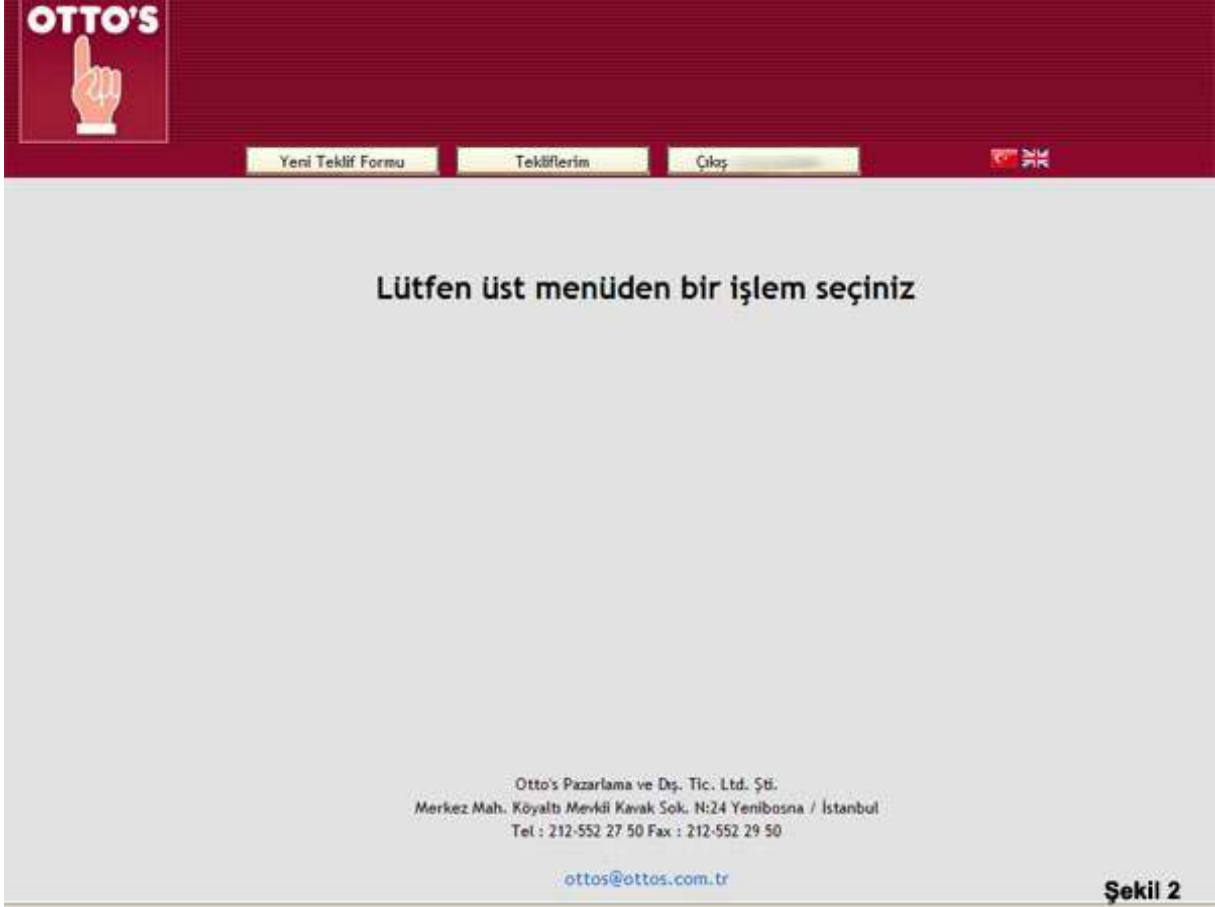 OTTO'S
Yeni Teklif Formu
Tekliflerim
Çıkış
Lütfen üst menüden bir işlem seçiniz
Otto's Pazarlama ve Dış. Tic. Ltd. Şti.
Merkez Mah. Köyaltı Mevkii Kavak Sok. N:24 Yenibosna / İstanbul
Tel : 212-552 27 50 Fax : 212-552 29 50
ottos@ottos.com.tr
Şekil 2